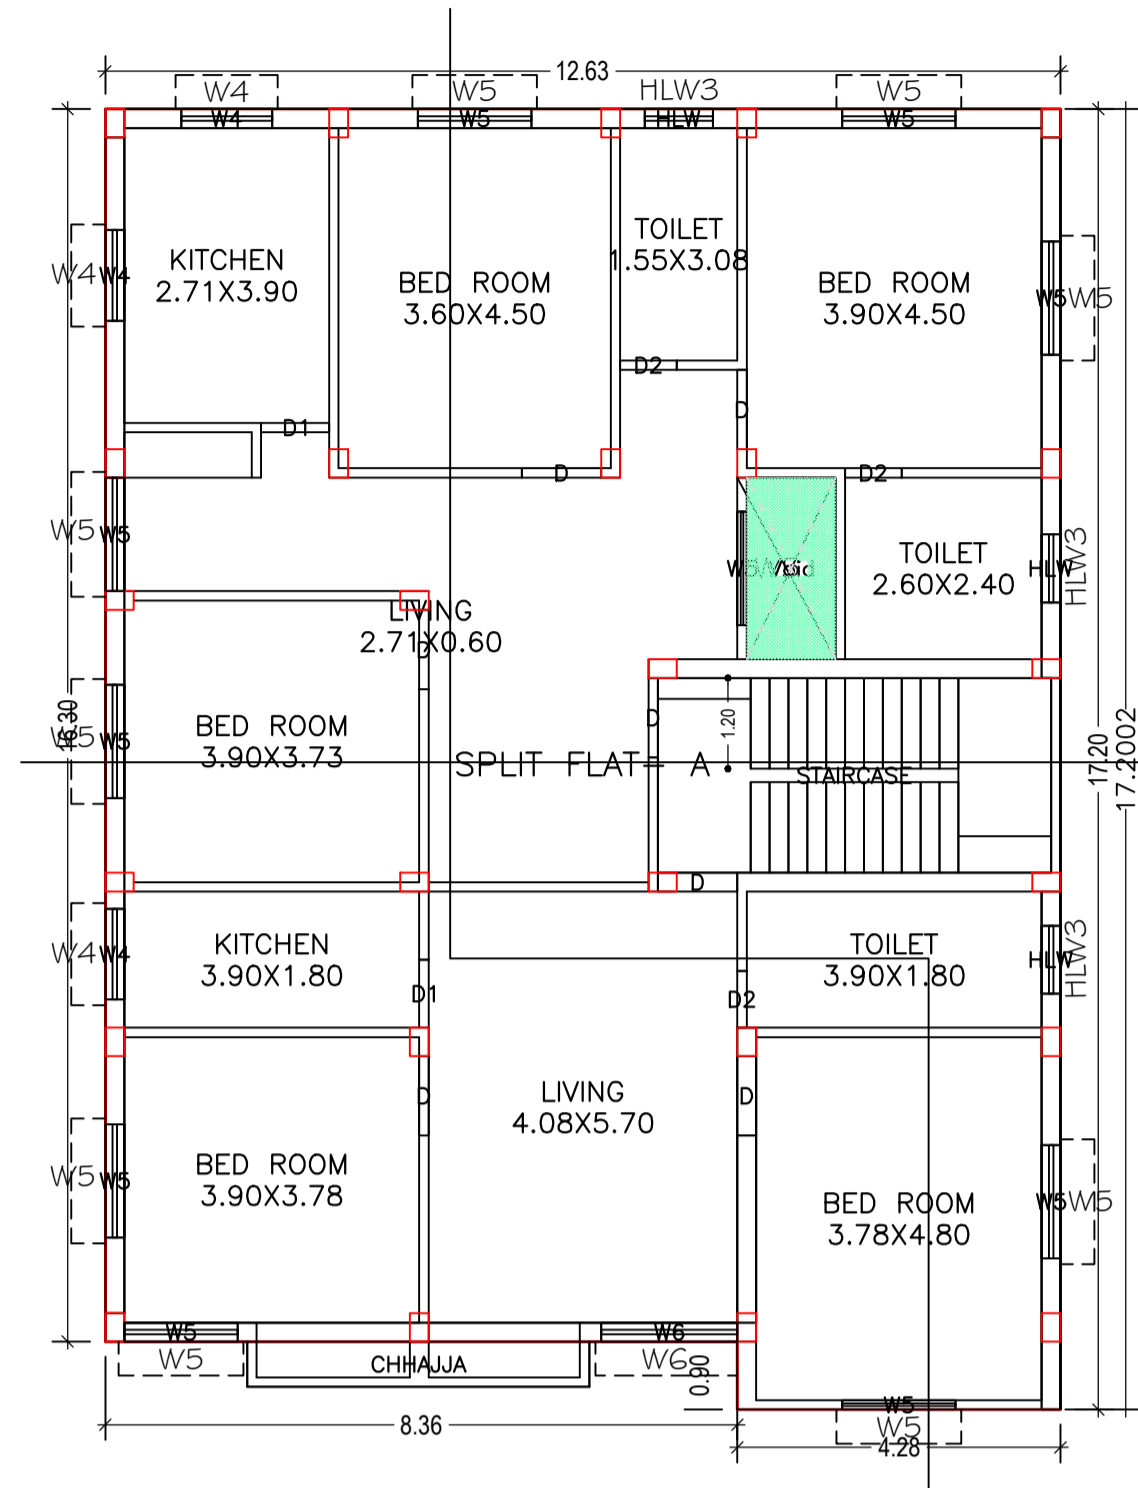 12.63
W4
W5
HLW3
W5
W4
W5
HLW
W5
TOILET
1.55X3.08
KITCHEN
2.71X3.90
BED ROOM
3.60X4.50
BED ROOM
3.90X4.50
W4
W4
W5
W5
D2
D
D1
D
D2
W5
W5
TOILET
2.60X2.40
HLW
HLW3
W5
Void
LIVING
2.71X0.60
D
BED ROOM
3.90X3.73
W5
W5
16.30
D
1.20
SPLIT FLAT A
STAIRCASE
17.20
17.2002
D
KITCHEN
3.90X1.80
W4
W4
D1
TOILET
3.90X1.80
D2
HLW
HLW3
LIVING
4.08X5.70
D
D
BED ROOM
3.90X3.78
W5
W5
BED ROOM
3.78X4.80
W5
W5
W5
W6
W5
CHHAJJA
W6
0.90
W5
W5
8.36
4.28